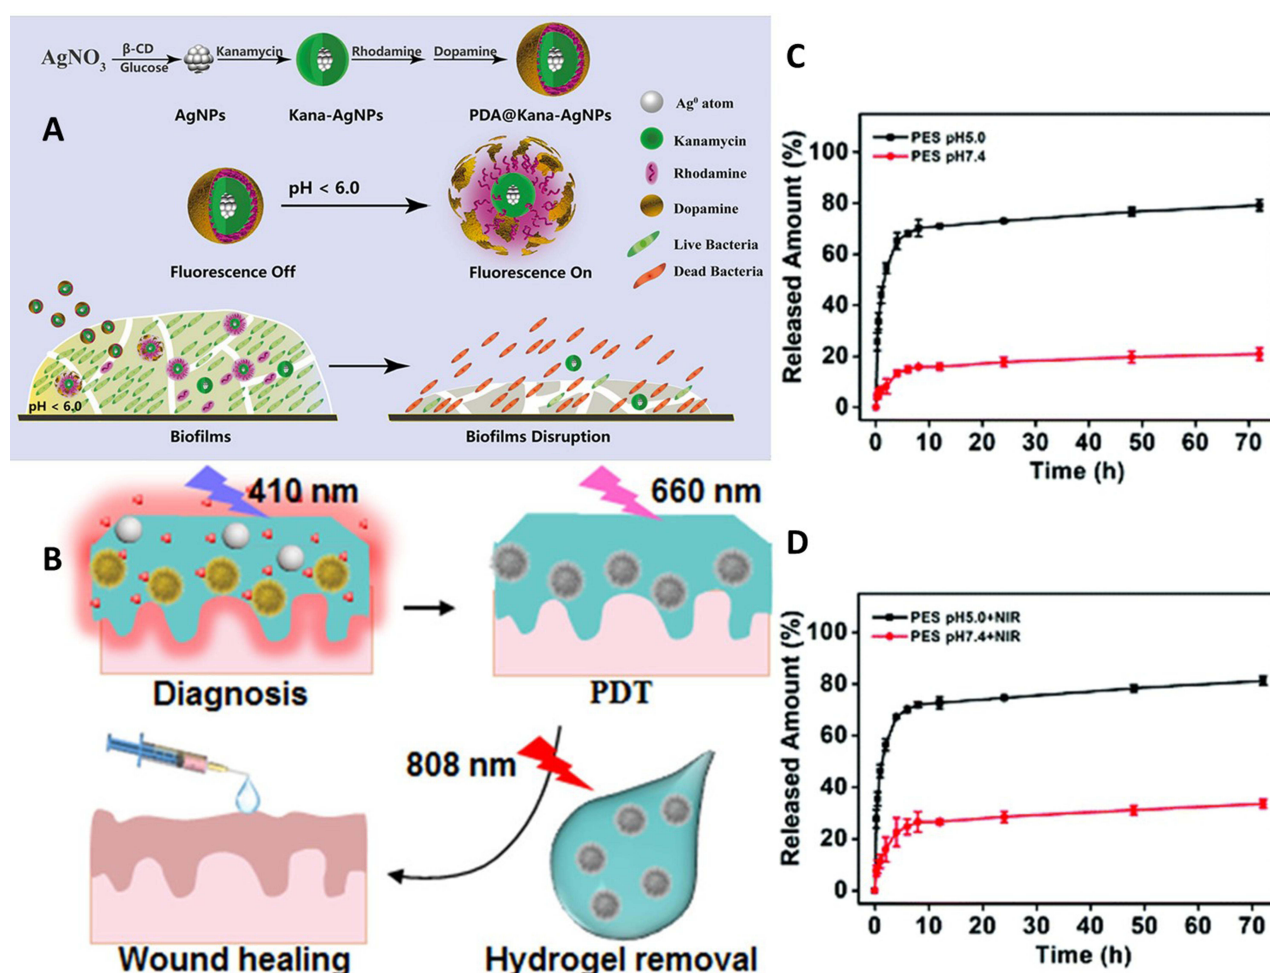 AgNO3
β-CD
Glucose
Kanamycin
Rhodamine
Dopamine
AgNPs
Kana-AgNPs
PDA@Kana-AgNPs
A
Ag⁰ atom
Kanamycin
Rhodamine
Dopamine
Live Bacteria
Dead Bacteria
pH < 6.0
Fluorescence Off
Fluorescence On
pH < 6.0
Biofilms
Biofilms Disruption
B
410 nm
660 nm
Diagnosis
PDT
808 nm
Wound healing
Hydrogel removal
C
PES pH5.0
PES pH7.4
Released Amount (%)
100
80
60
40
20
0
0 10 20 30 40 50 60 70
Time (h)
D
PES pH5.0+NIR
PES pH7.4+NIR
Released Amount (%)
100
80
60
40
20
0
0 10 20 30 40 50 60 70
Time (h)